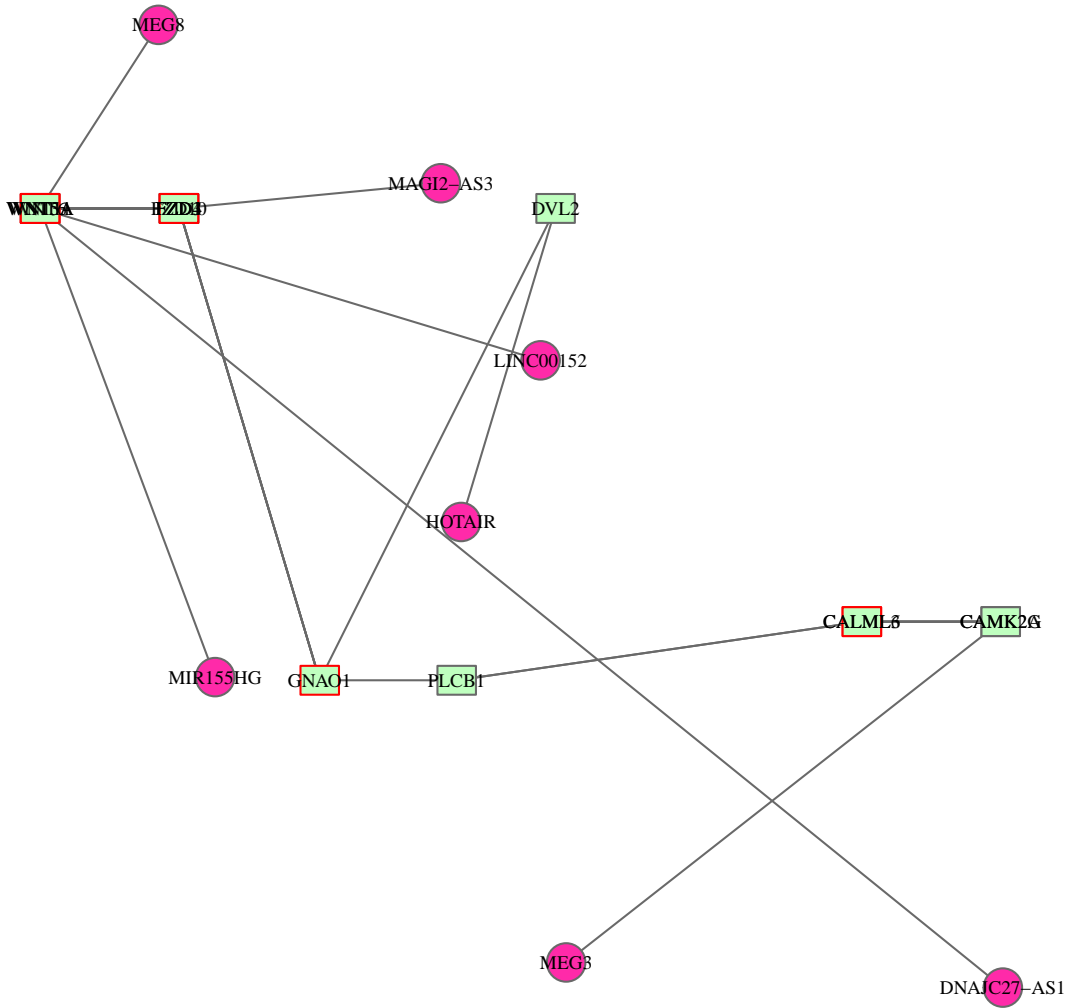 MEG8
MAGI2−AS3
DVL2
LINC00152
HOTAIR
MIR155HG
GNAO1
PLCB1
MEG3
DNAJC27−AS1